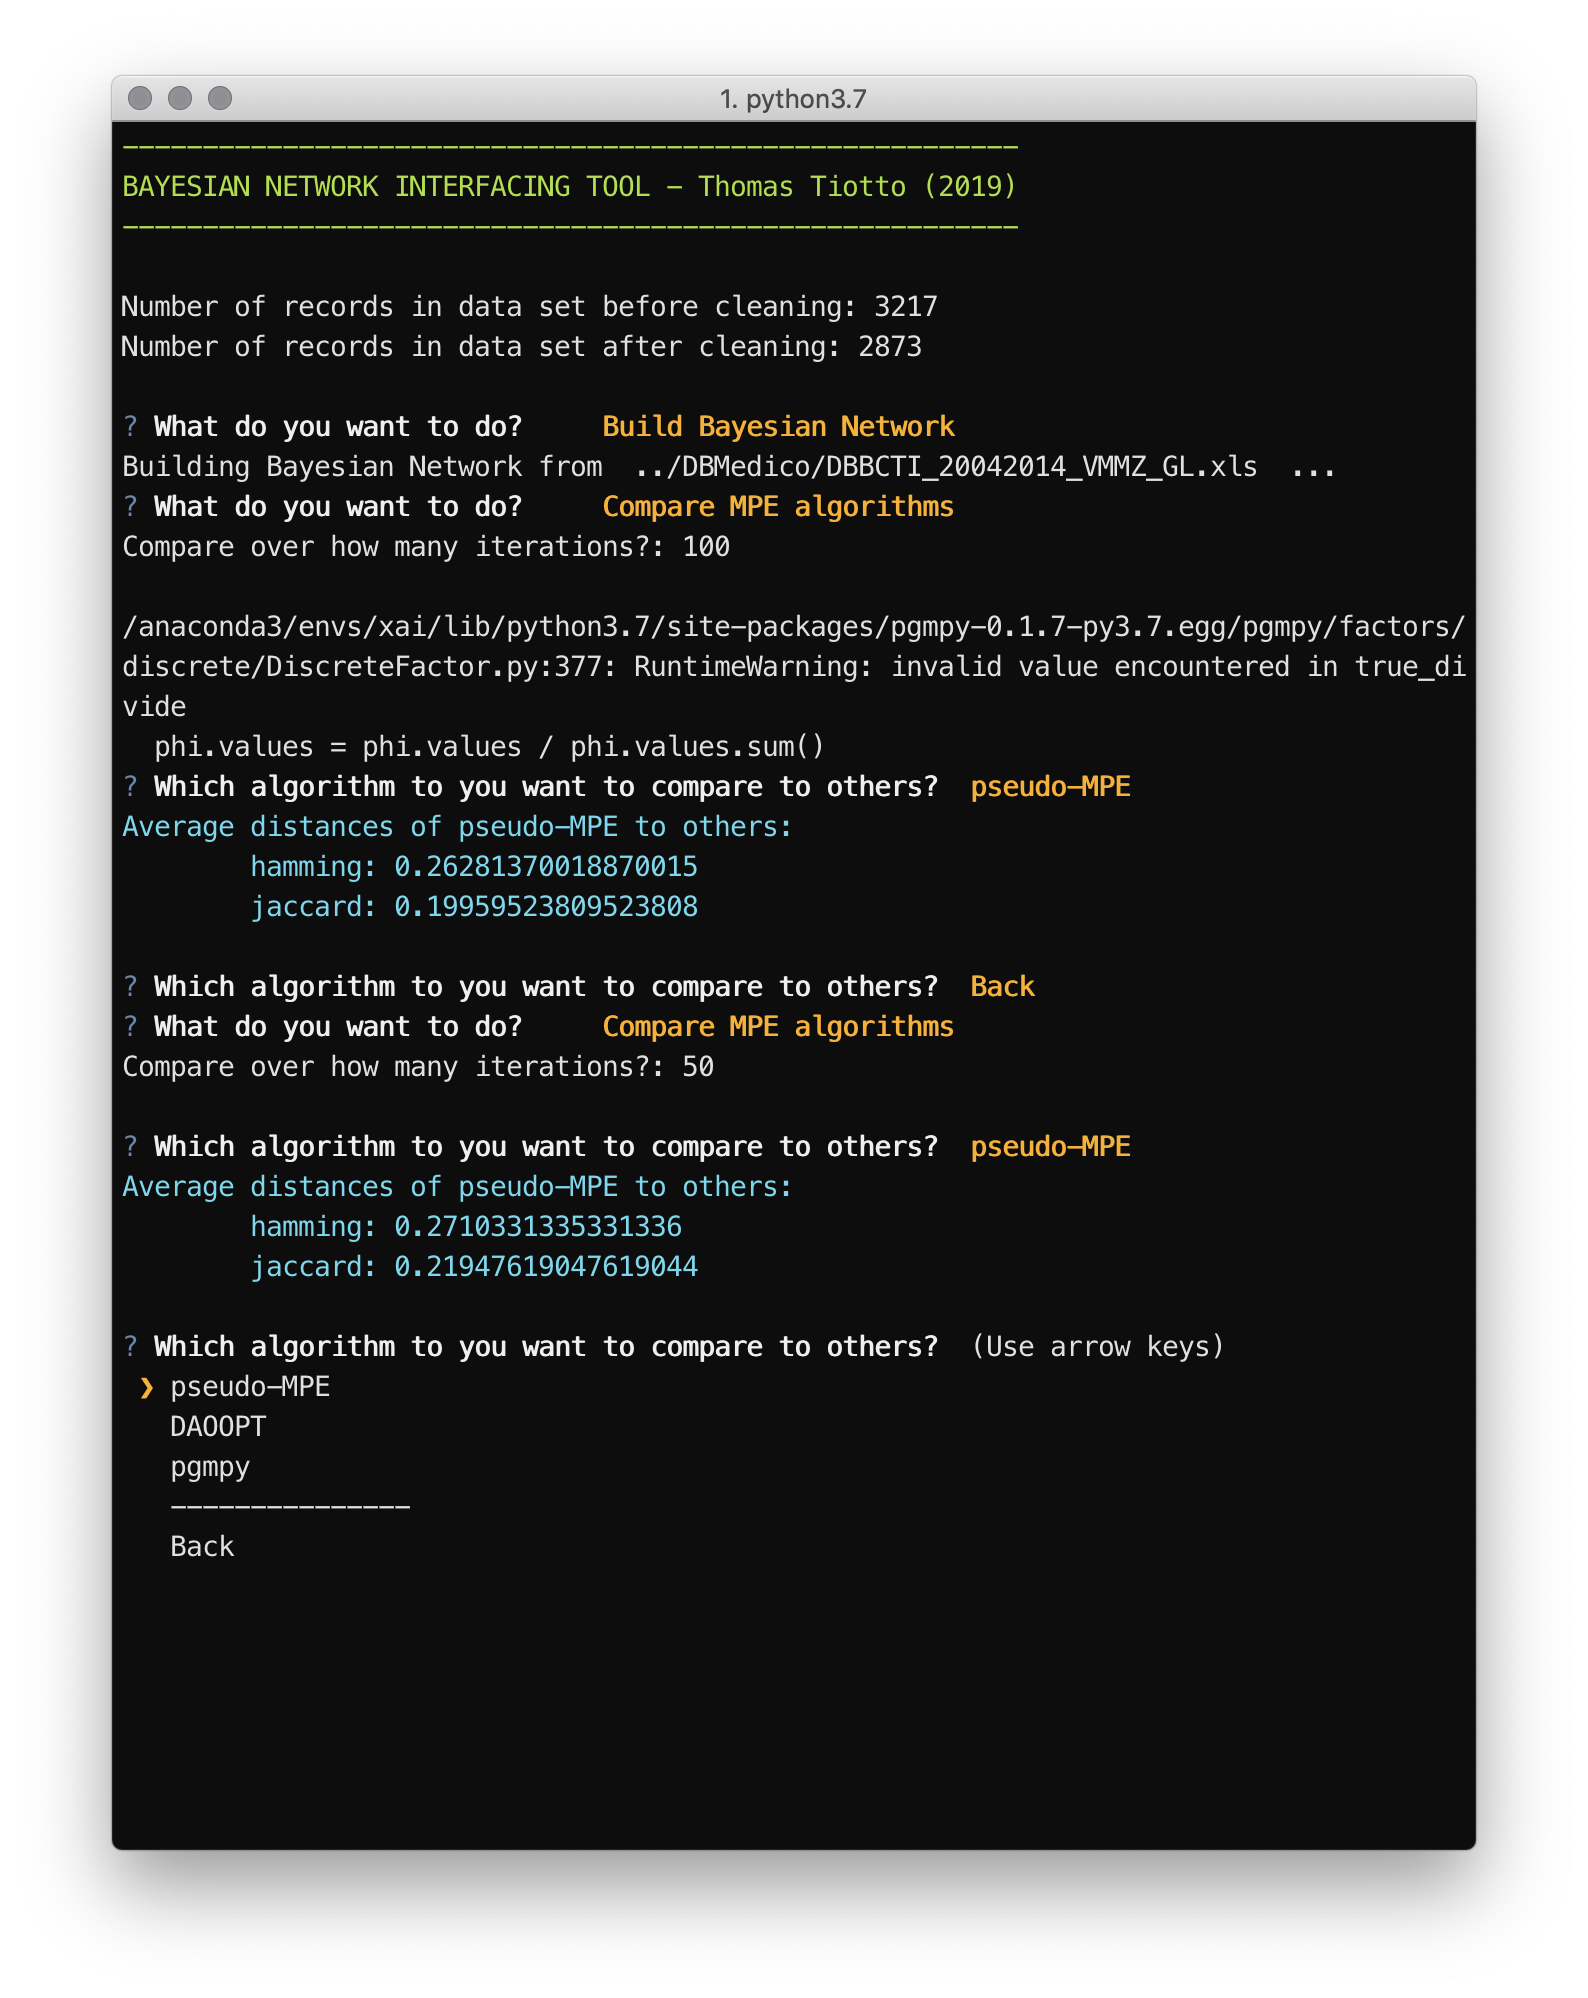 1. python3.7
--------------------------------------------------------
BAYESIAN NETWORK INTERFACING TOOL - Thomas Tiotto (2019)
--------------------------------------------------------
Number of records in data set before cleaning: 3217
Number of records in data set after cleaning: 2873
? What do you want to do?     Build Bayesian Network
Building Bayesian Network from  ../DBMedico/DBBCTI_20042014_VMMZ_GL.xls  ...
? What do you want to do?     Compare MPE algorithms
Compare over how many iterations?: 100
/anaconda3/envs/xai/lib/python3.7/site-packages/pgmpy-0.1.7-py3.7.egg/pgmpy/factors/
discrete/DiscreteFactor.py:377: RuntimeWarning: invalid value encountered in true_di
vide
  phi.values = phi.values / phi.values.sum()
? Which algorithm to you want to compare to others?  pseudo-MPE
Average distances of pseudo-MPE to others:
        hamming: 0.26281370018870015
        jaccard: 0.19959523809523808
? Which algorithm to you want to compare to others?  Back
? What do you want to do?     Compare MPE algorithms
Compare over how many iterations?: 50
? Which algorithm to you want to compare to others?  pseudo-MPE
Average distances of pseudo-MPE to others:
        hamming: 0.2710331335331336
        jaccard: 0.21947619047619044
? Which algorithm to you want to compare to others?  (Use arrow keys)
 ❯ pseudo-MPE
   DAOOPT
   pgmpy
   ---------------
   Back